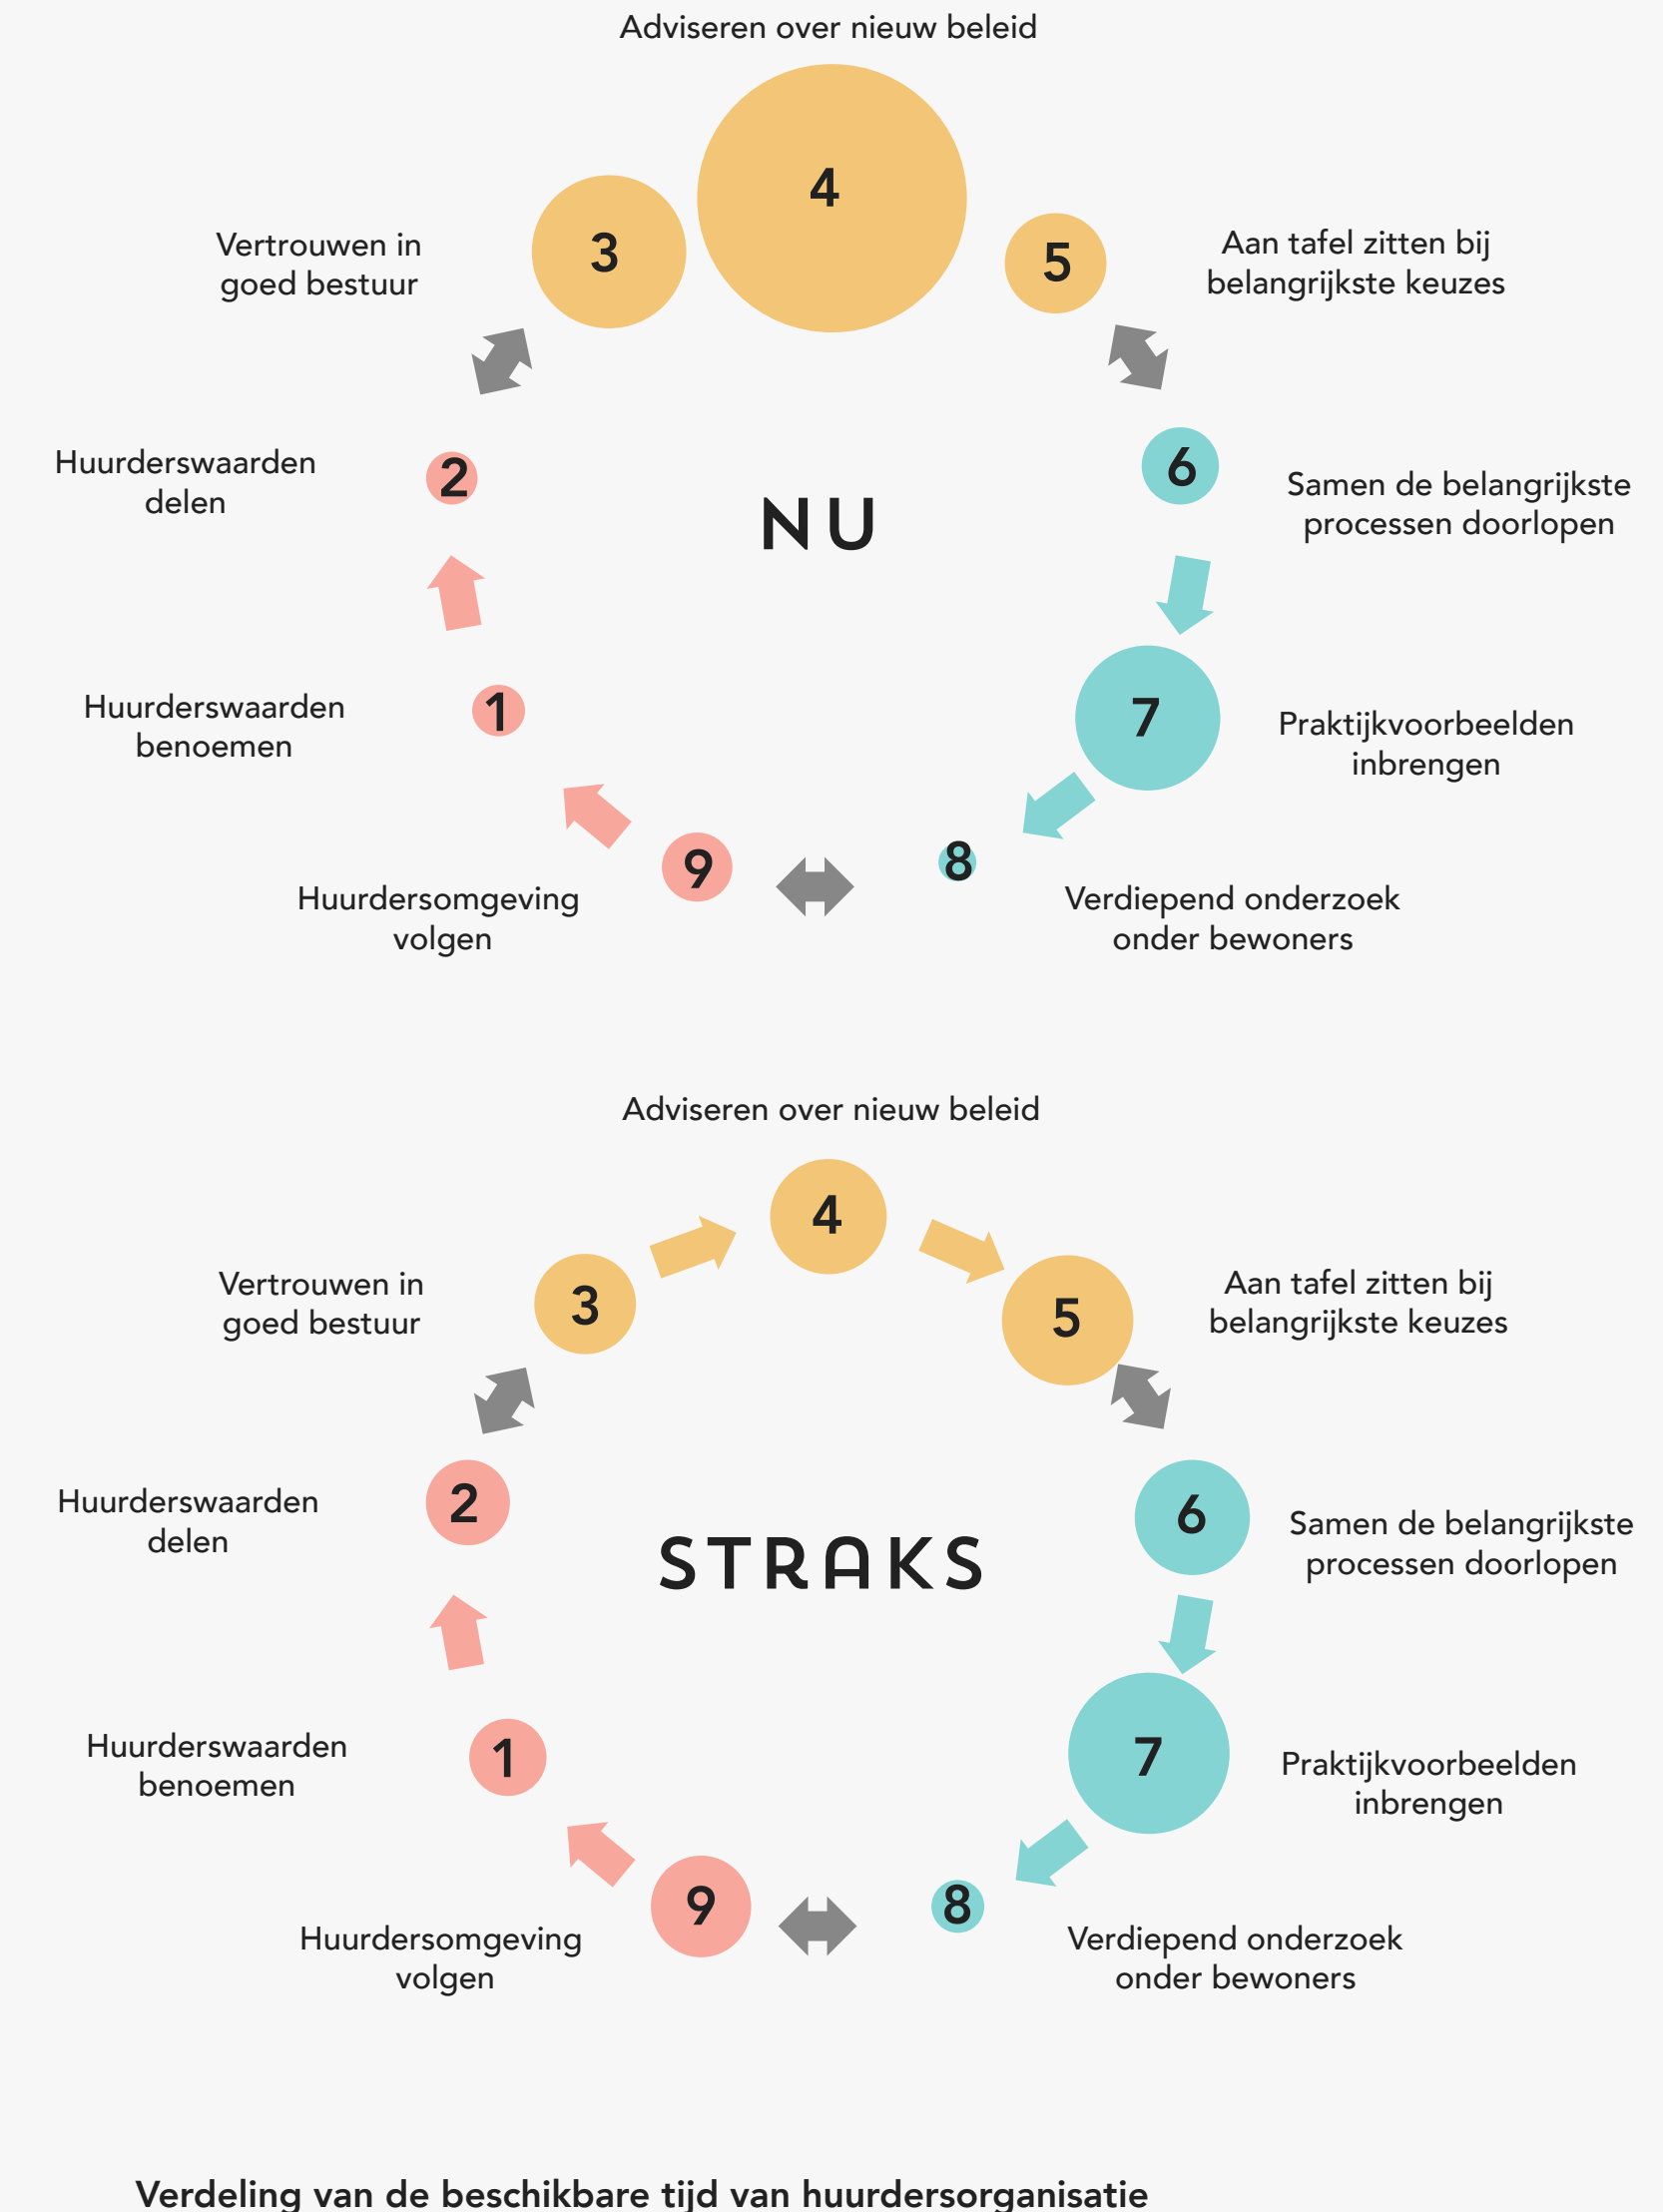 Adviseren over nieuw beleid
4
3
5
Vertrouwen in
goed bestuur
Aan tafel zitten bij
belangrijkste keuzes
Huurderswaarden
delen
2
6
Samen de belangrijkste
processen doorlopen
NU
Huurderswaarden
benoemen
1
7
Praktijkvoorbeelden
inbrengen
9
8
Huurdersomgeving
volgen
Verdiepend onderzoek
onder bewoners
Adviseren over nieuw beleid
4
3
5
Vertrouwen in
goed bestuur
Aan tafel zitten bij
belangrijkste keuzes
Huurderswaarden
delen
2
6
Samen de belangrijkste
processen doorlopen
STRAKS
Huurderswaarden
benoemen
1
7
Praktijkvoorbeelden
inbrengen
9
8
Huurdersomgeving
volgen
Verdiepend onderzoek
onder bewoners
Verdeling van de beschikbare tijd van huurdersorganisatie